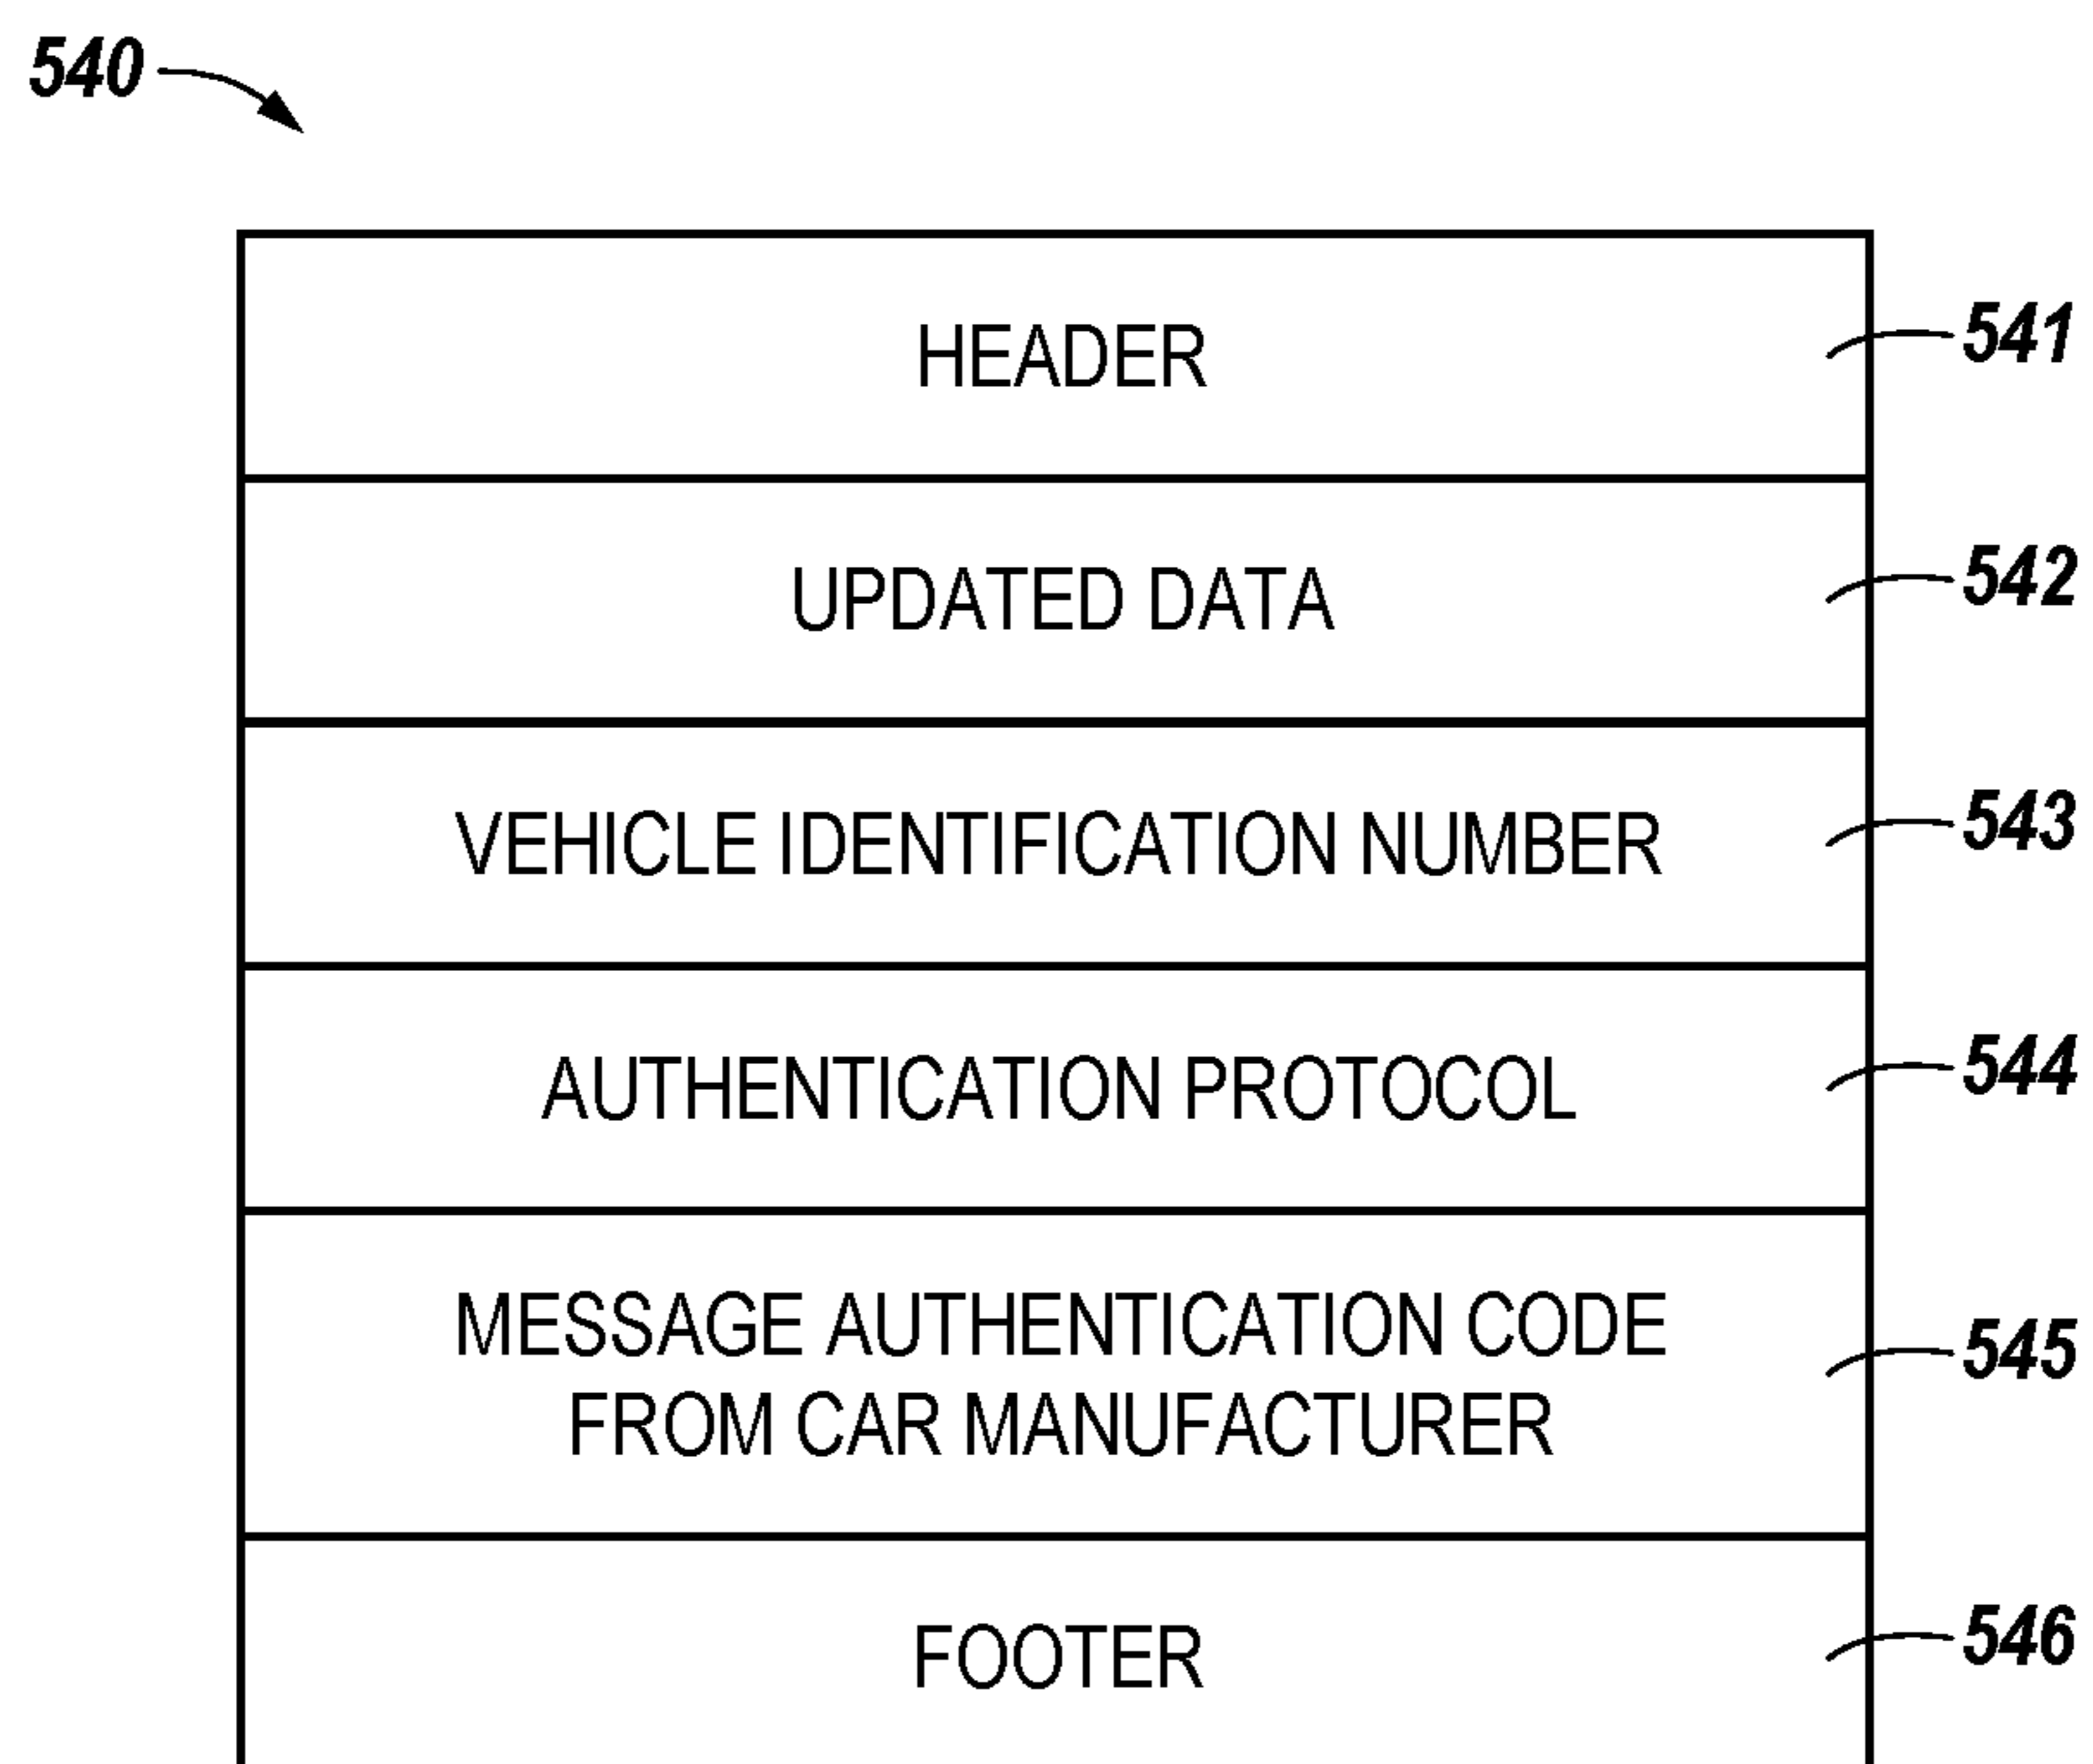 540
HEADER 541
UPDATED DATA 542
VEHICLE IDENTIFICATION NUMBER 543
AUTHENTICATION PROTOCOL 544
MESSAGE AUTHENTICATION CODE
FROM CAR MANUFACTURER 545
FOOTER 546